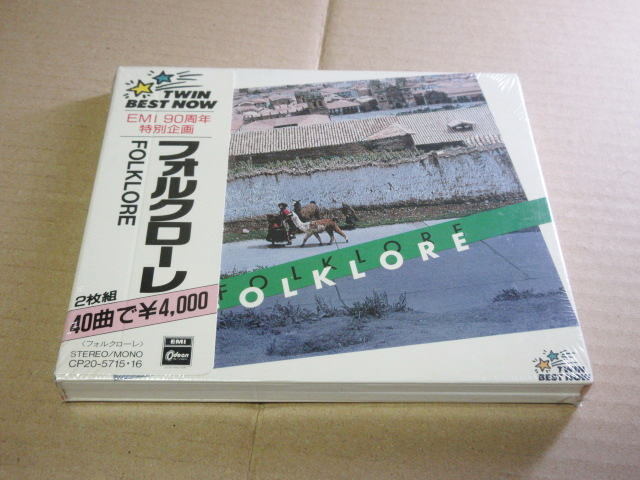 TWIN
BEST NOW
EMI 90周年
特別企画
フォルクローレ
FOLKLORE
2枚組
40曲で¥4,000
〈フォルクローレ〉
STEREO/MONO
CP20-5715・16
EMI
Odeon
FOLKLORE
FOLKLORE
TWIN
BEST NOW